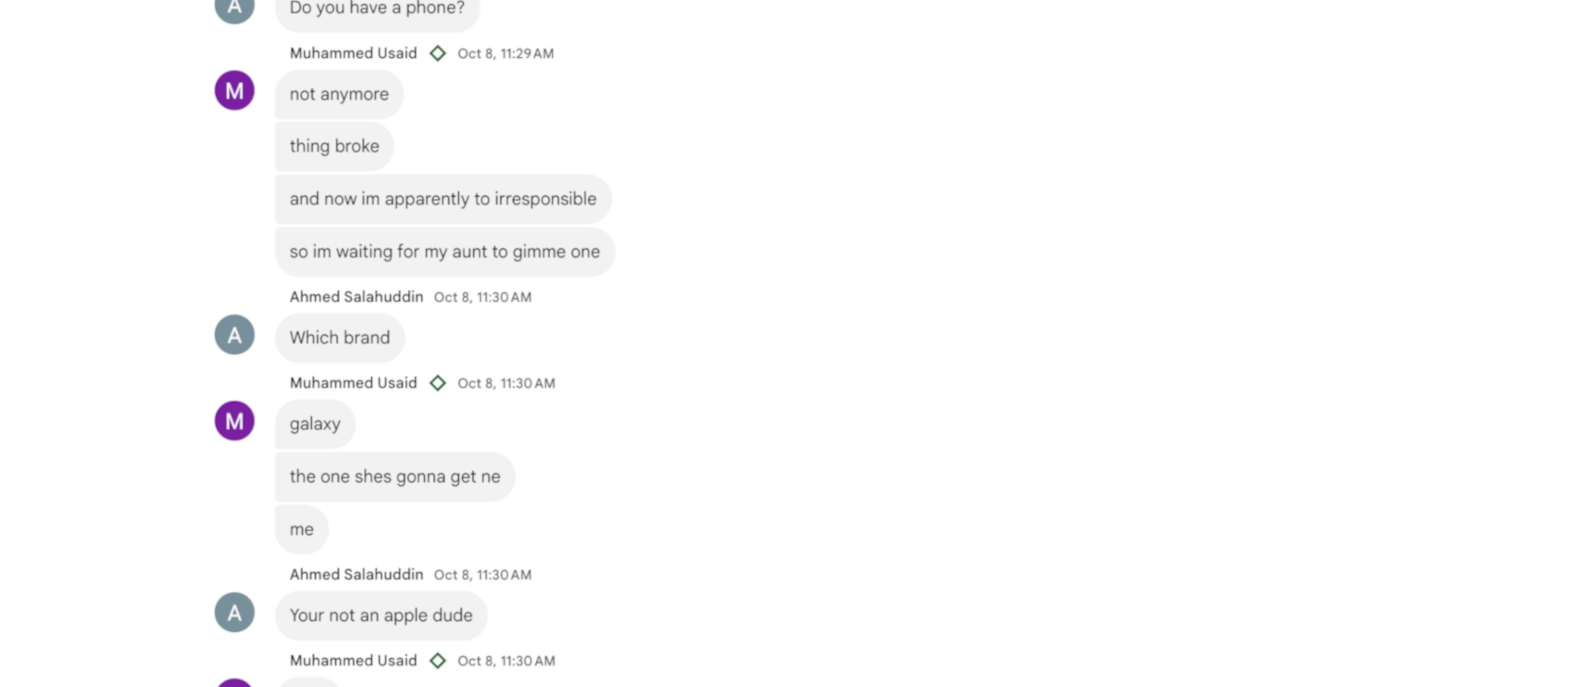 A
Do you have a phone?
Muhammed Usaid Oct 8, 11:29 AM
M
not anymore
thing broke
and now im apparently to irresponsible
so im waiting for my aunt to gimme one
Ahmed Salahuddin Oct 8, 11:30 AM
A
Which brand
Muhammed Usaid Oct 8, 11:30 AM
M
galaxy
the one shes gonna get ne
me
Ahmed Salahuddin Oct 8, 11:30 AM
A
Your not an apple dude
Muhammed Usaid Oct 8, 11:30 AM